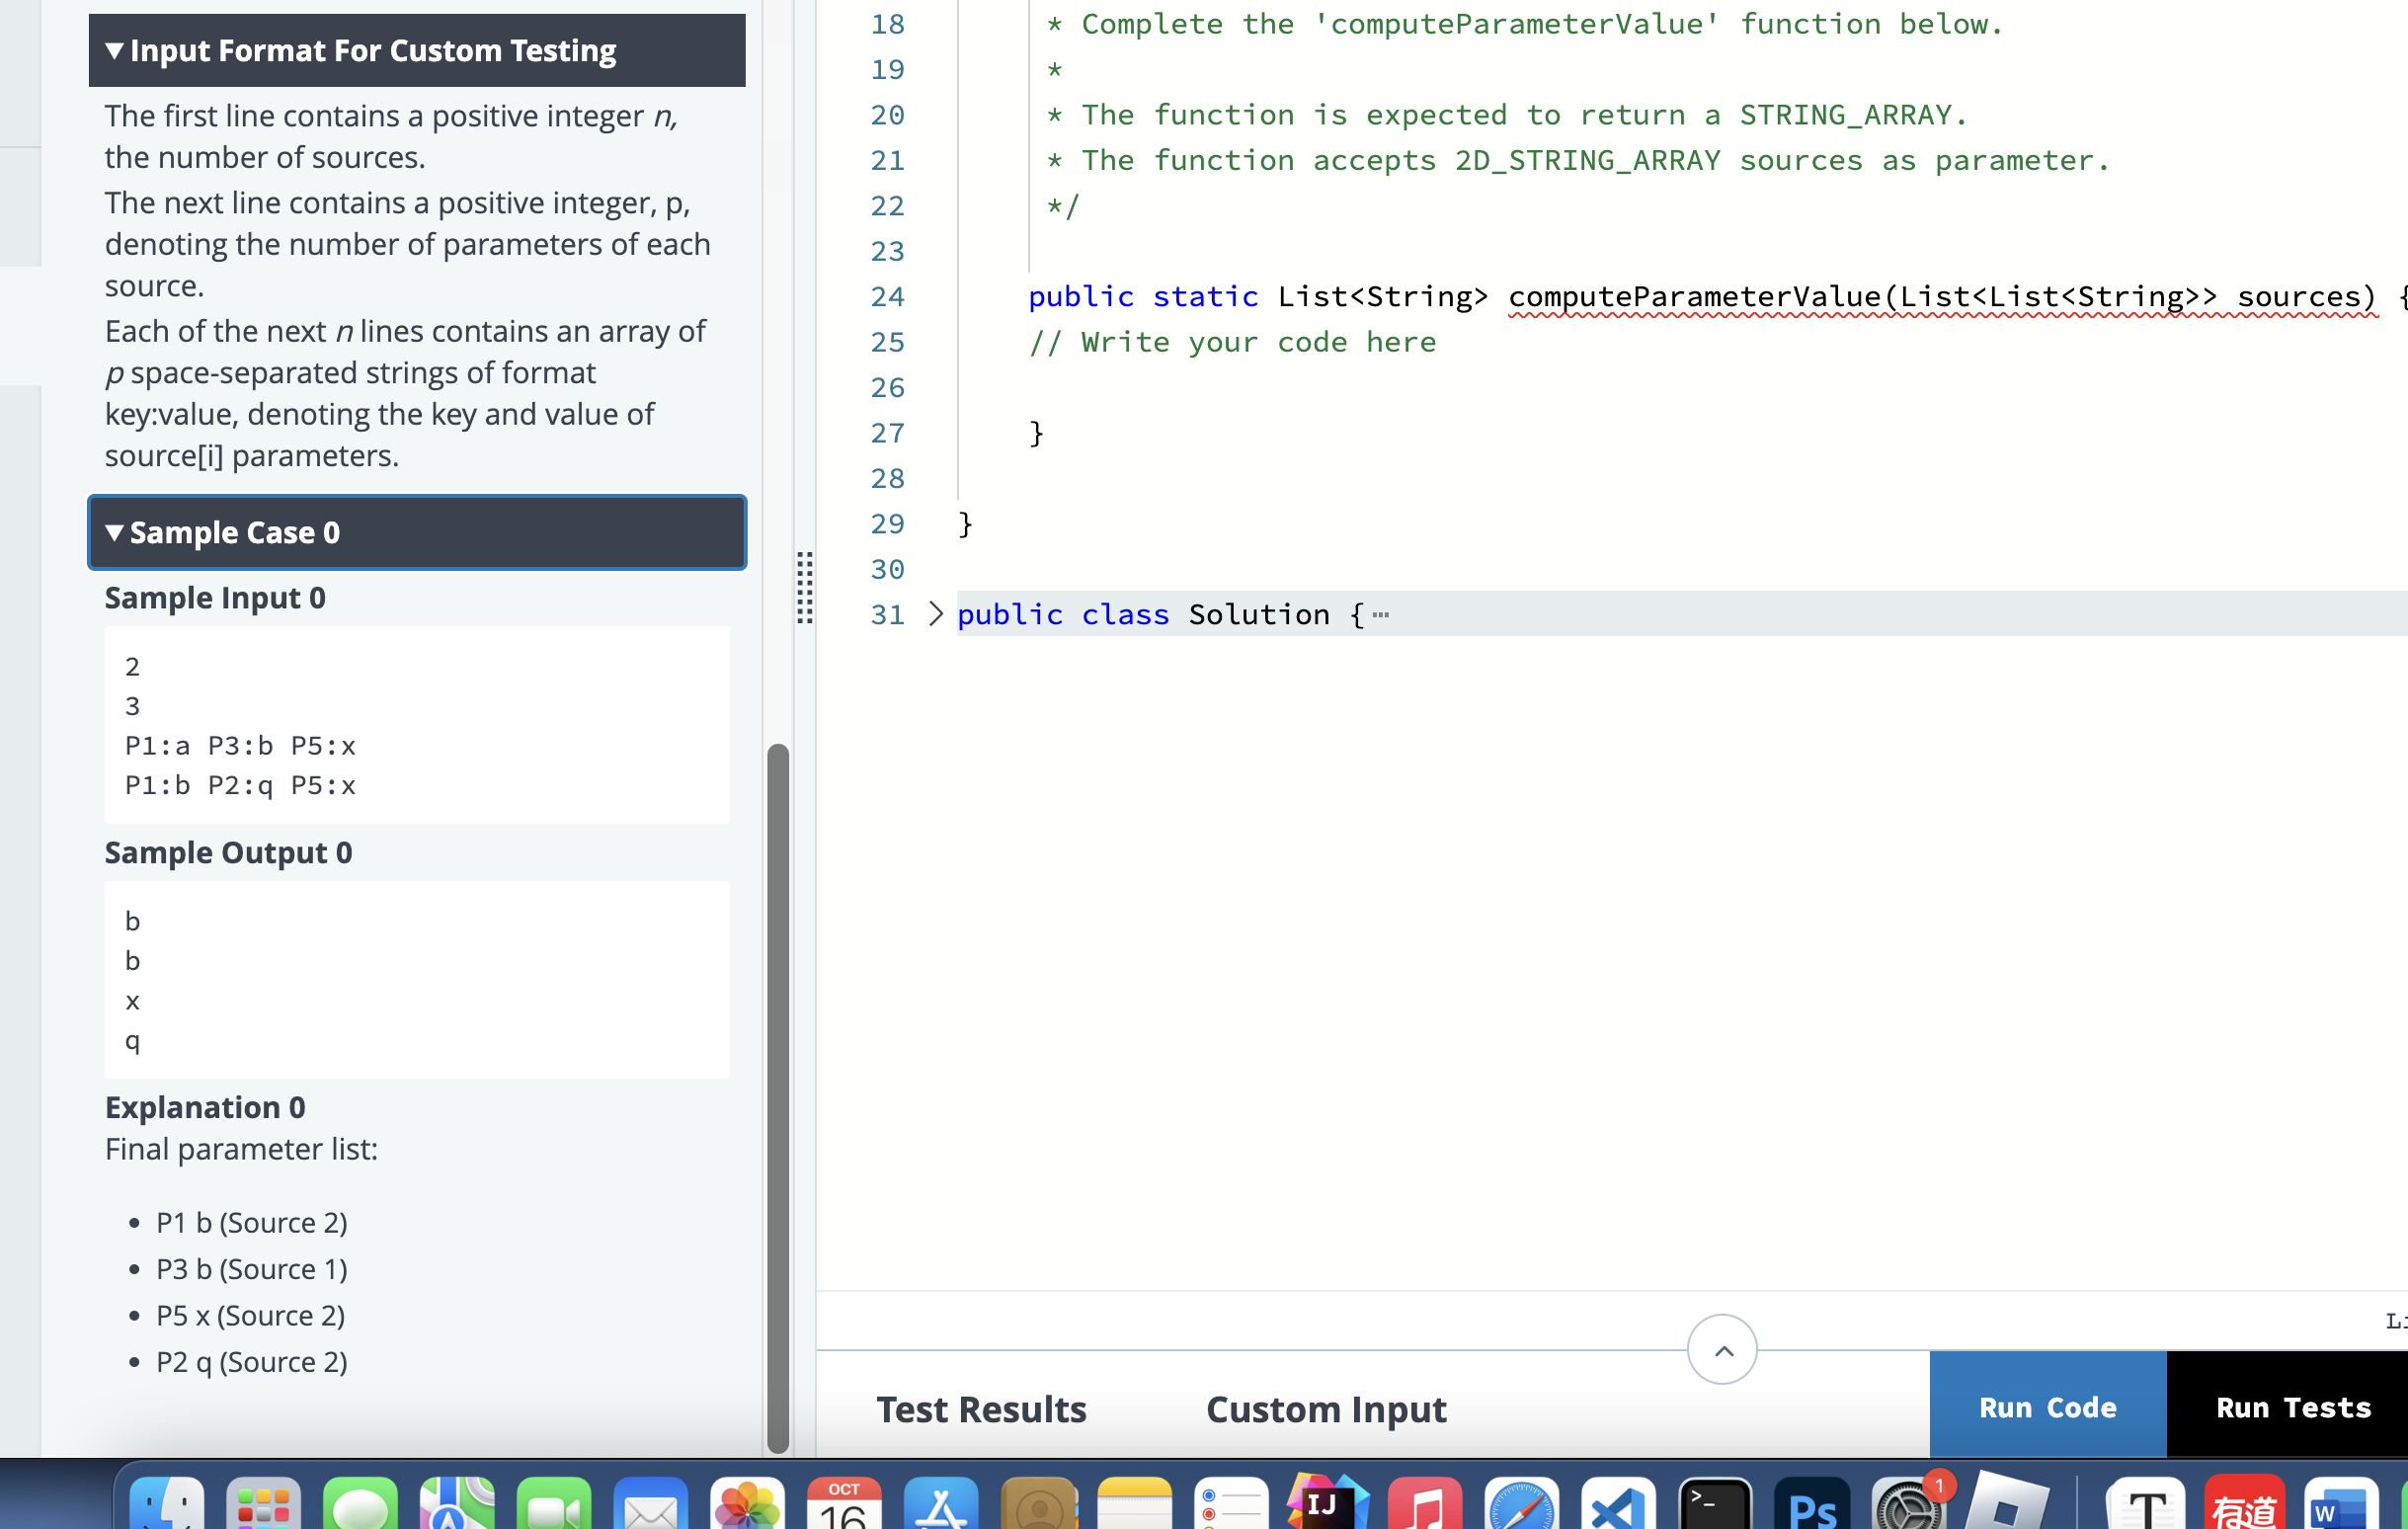 ▼ Input Format For Custom Testing
The first line contains a positive integer n,
the number of sources.
The next line contains a positive integer, p,
denoting the number of parameters of each
source.
Each of the next n lines contains an array of
p space-separated strings of format
key:value, denoting the key and value of
source[i] parameters.
▼ Sample Case 0
Sample Input 0
2
3
P1:a P3:b P5:x
P1:b P2:q P5:x
Sample Output 0
b
b
x
q
Explanation 0
Final parameter list:
• P1 b (Source 2)
• P3 b (Source 1)
• P5 x (Source 2)
• P2 q (Source 2)
18 * Complete the 'computeParameterValue' function below.
19 *
20 * The function is expected to return a STRING_ARRAY.
21 * The function accepts 2D_STRING_ARRAY sources as parameter.
22 */
23
24 public static List<String> computeParameterValue(List<List<String>> sources) {
25 // Write your code here
26
27 }
28
29 }
30
31 public class Solution {⋯
Test Results
Custom Input
Run Code
Run Tests
OCT
16
IJ
>_
Ps
1
T
有道
W